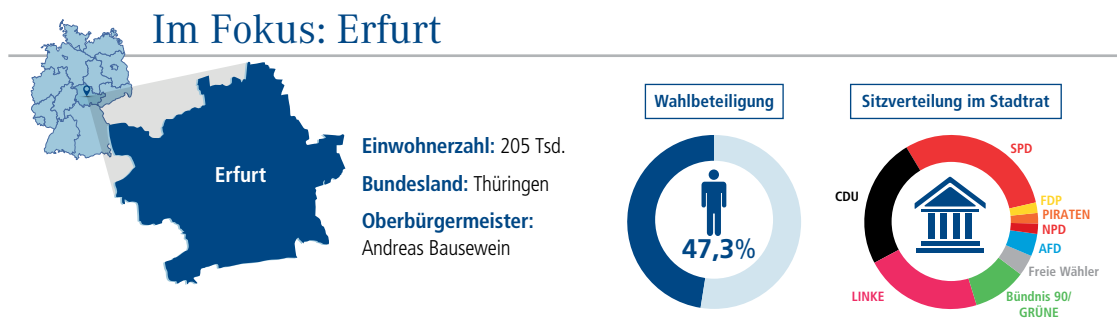 Im Fokus: Erfurt
Erfurt
Einwohnerzahl: 205 Tsd.
Bundesland: Thüringen
Oberbürgermeister:
Andreas Bausewein
Wahlbeteiligung
47,3%
Sitzverteilung im Stadtrat
SPD
FDP
PIRATEN
NPD
AFD
Freie Wähler
Bündnis 90/
GRÜNE
LINKE
CDU